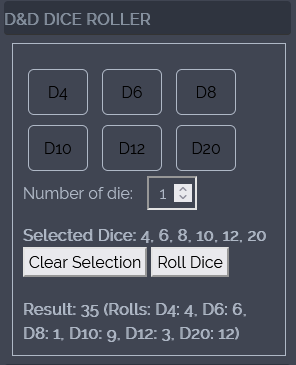 D&D DICE ROLLER
D4 D6 D8
D10 D12 D20
Number of die: 1
Selected Dice: 4, 6, 8, 10, 12, 20
Clear Selection Roll Dice
Result: 35 (Rolls: D4: 4, D6: 6,
D8: 1, D10: 9, D12: 3, D20: 12)